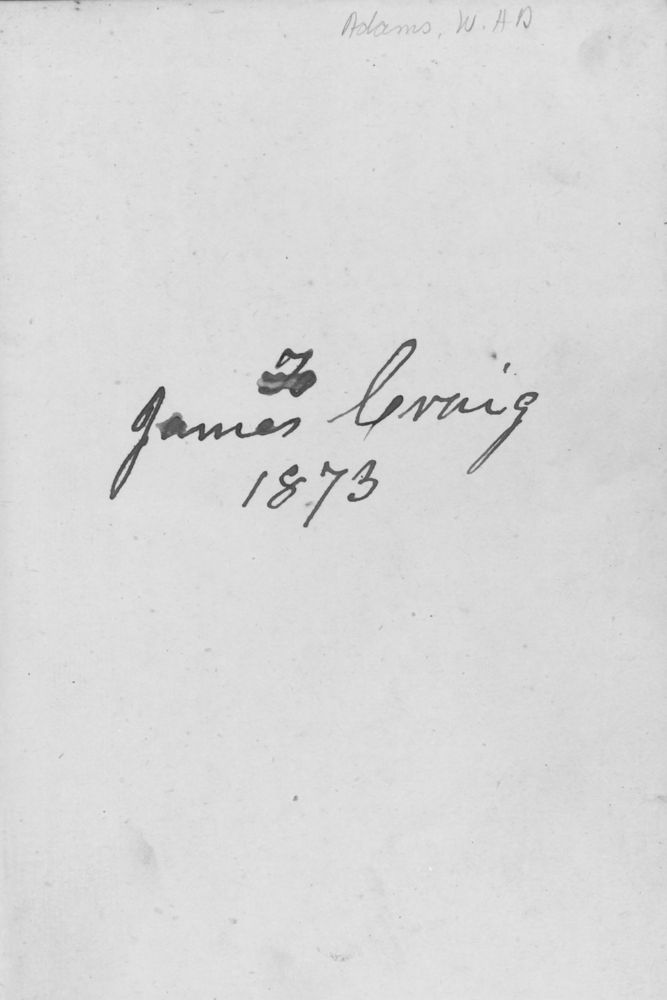 Adams, W. H D
To
James Craig
1873